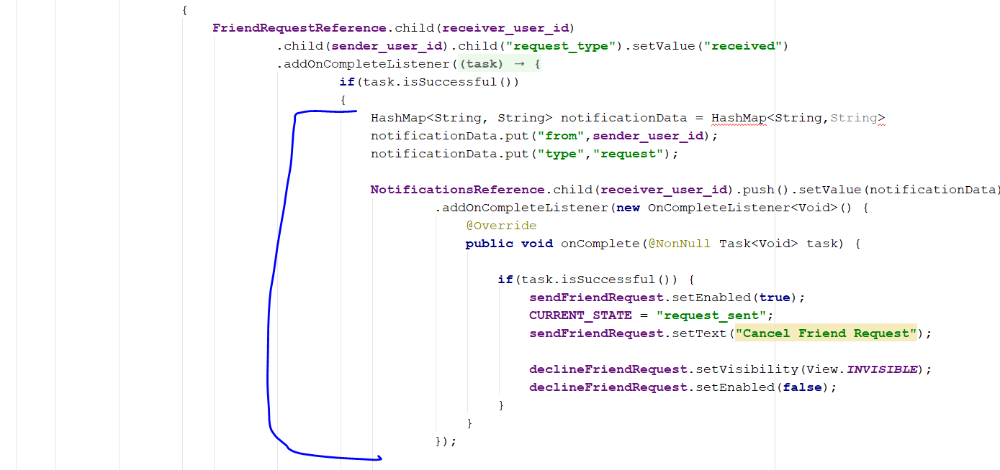 {
FriendRequestReference.child(receiver_user_id)
.child(sender_user_id).child("request_type").setValue("received")
.addOnCompleteListener((task) → {
if(task.isSuccessful())
{
HashMap<String, String> notificationData = HashMap<String,String>
notificationData.put("from",sender_user_id);
notificationData.put("type","request");
NotificationsReference.child(receiver_user_id).push().setValue(notificationData)
.addOnCompleteListener(new OnCompleteListener<Void>() {
@Override
public void onComplete(@NonNull Task<Void> task) {
if(task.isSuccessful()) {
sendFriendRequest.setEnabled(true);
CURRENT_STATE = "request_sent";
sendFriendRequest.setText("Cancel Friend Request");
declineFriendRequest.setVisibility(View.INVISIBLE);
declineFriendRequest.setEnabled(false);
}
}
});